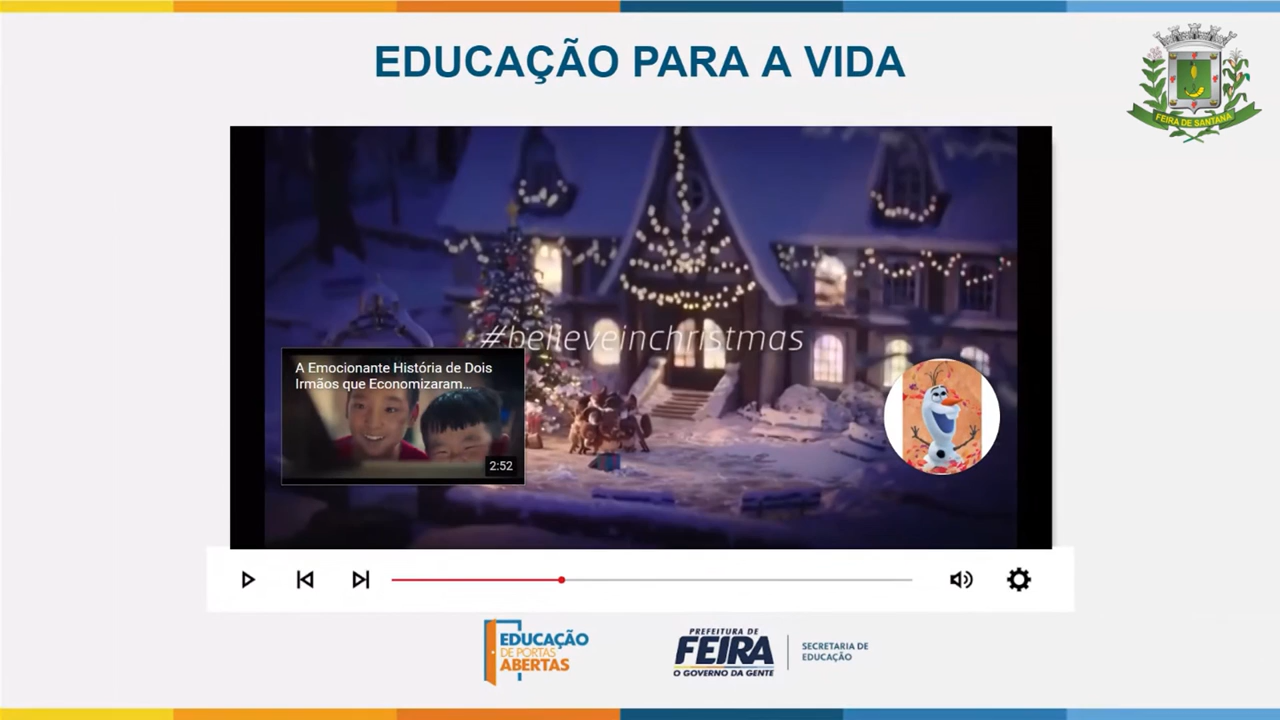 EDUCAÇÃO PARA A VIDA
FEIRA DE SANTANA
#believeinchristmas
A Emocionante História de Dois
Irmãos que Economizaram...
2:52
EDUCAÇÃO
DE PORTAS
ABERTAS
PREFEITURA DE
FEIRA
O GOVERNO DA GENTE
SECRETARIA DE
EDUCAÇÃO